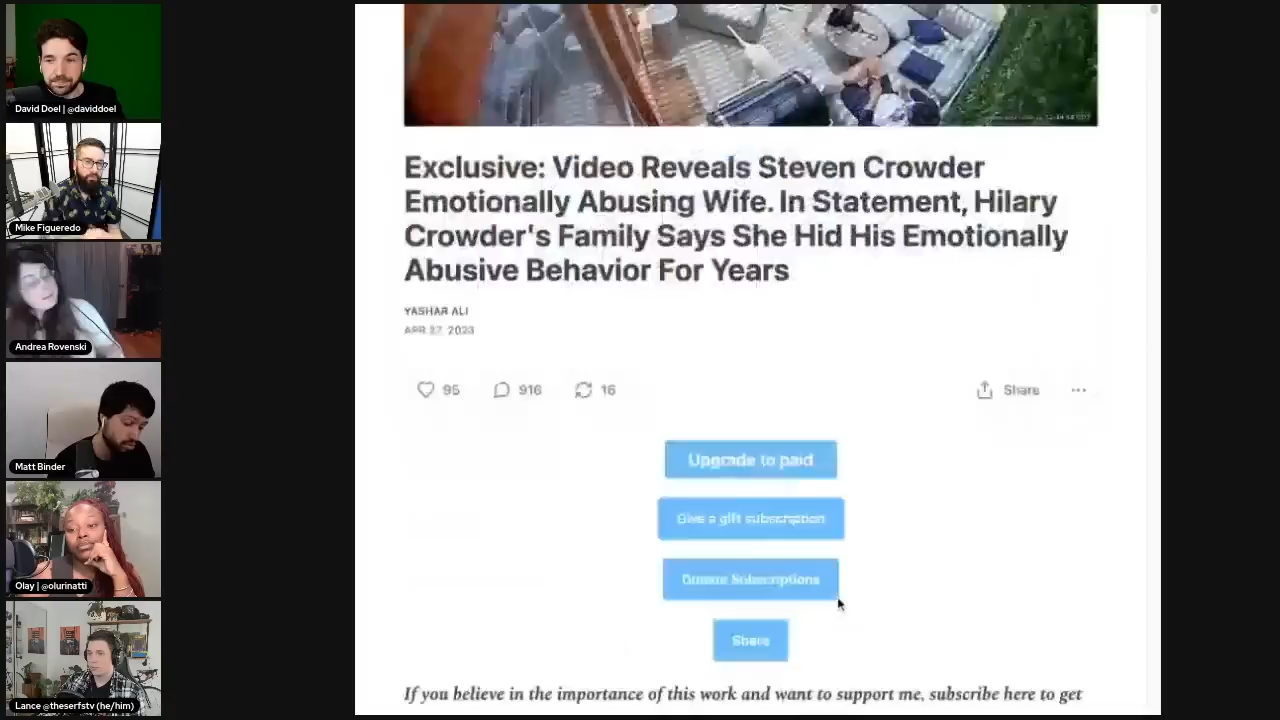 David Doel | @daviddoel
Mike Figueredo
Andrea Rovenski
Matt Binder
Olay | @olurinatti
Lance @theserfstv (he/him)
Exclusive: Video Reveals Steven Crowder
Emotionally Abusing Wife. In Statement, Hilary
Crowder's Family Says She Hid His Emotionally
Abusive Behavior For Years
YASHAR ALI
APR 27, 2023
95 916 16 Share
Upgrade to paid
Give a gift subscription
Donate Subscriptions
Share
If you believe in the importance of this work and want to support me, subscribe here to get